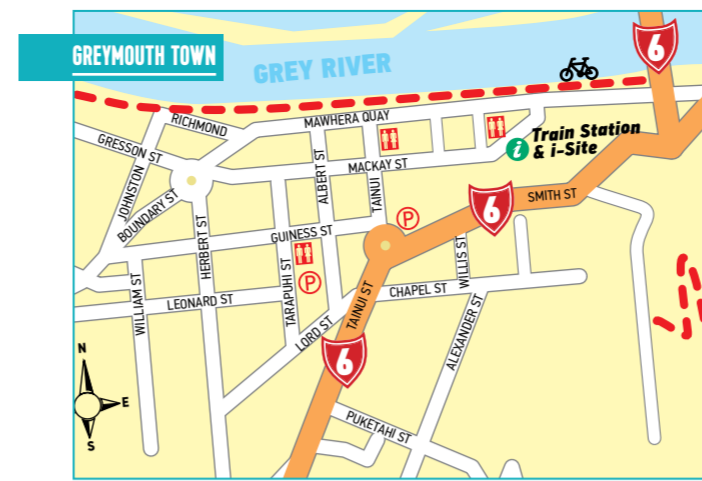 GREYMOUTH TOWN
GREY RIVER
6
RICHMOND
MAWHERA QUAY
GRESSON ST
Train Station
& i-Site
i
JOHNSTON ST
ALBERT ST
MACKAY ST
TAINUI
BOUNDARY ST
SMITH ST
6
P
HERBERT ST
GUINESS ST
WILLIS ST
P
TARAPUHI ST
WILLIAM ST
LEONARD ST
CHAPEL ST
TAINUI ST
LORD ST
ALEXANDER ST
6
N
E
S
PUKETAHI ST